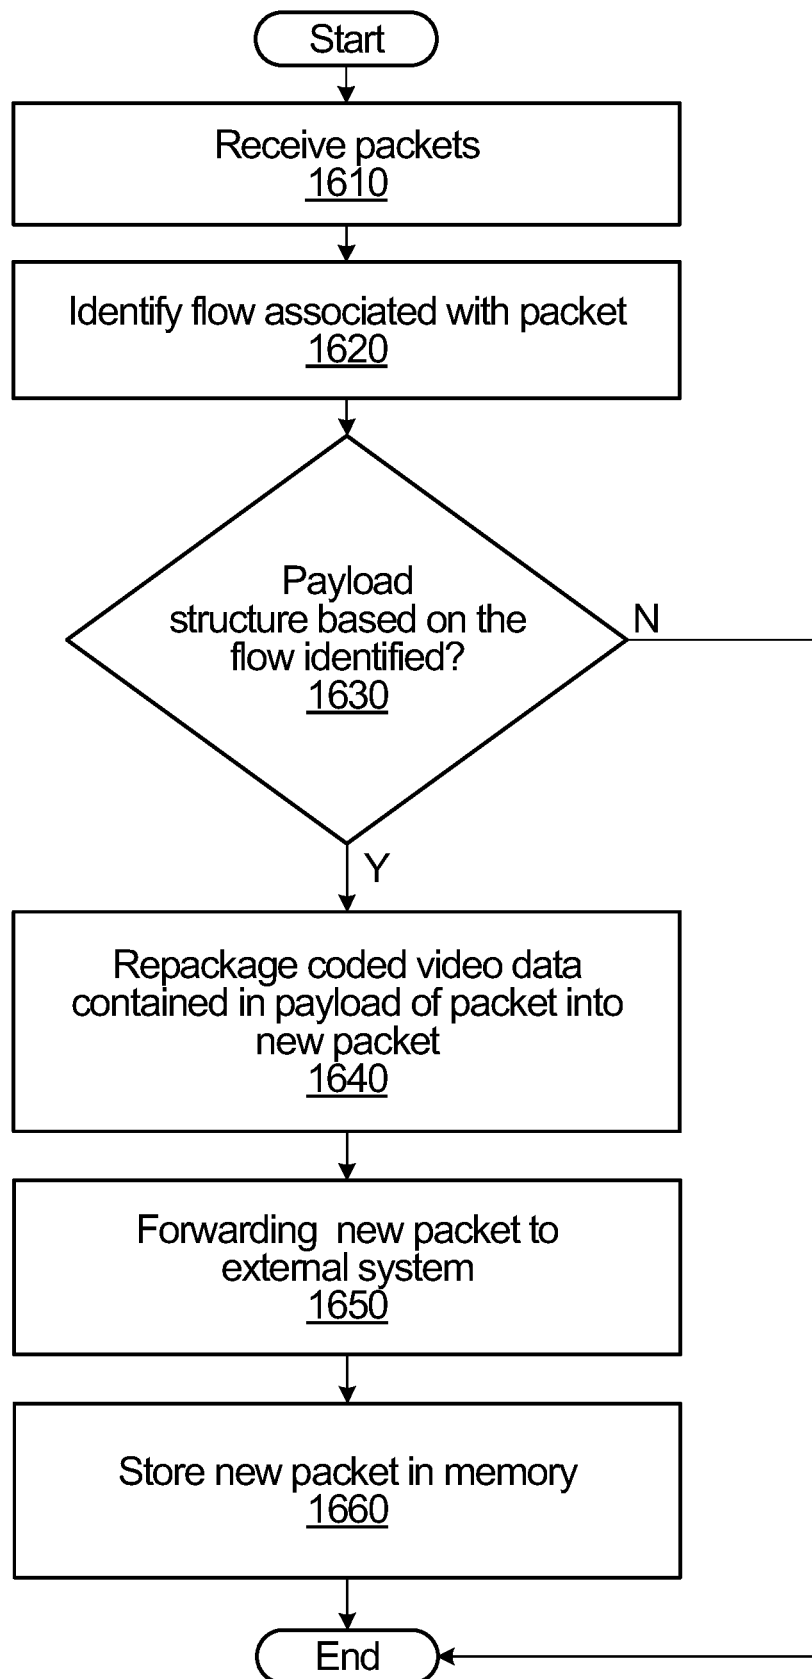 Start
Receive packets
1610
Identify flow associated with packet
1620
Payload
structure based on the
flow identified?
1630
N
Y
Repackage coded video data
contained in payload of packet into
new packet
1640
Forwarding new packet to
external system
1650
Store new packet in memory
1660
End